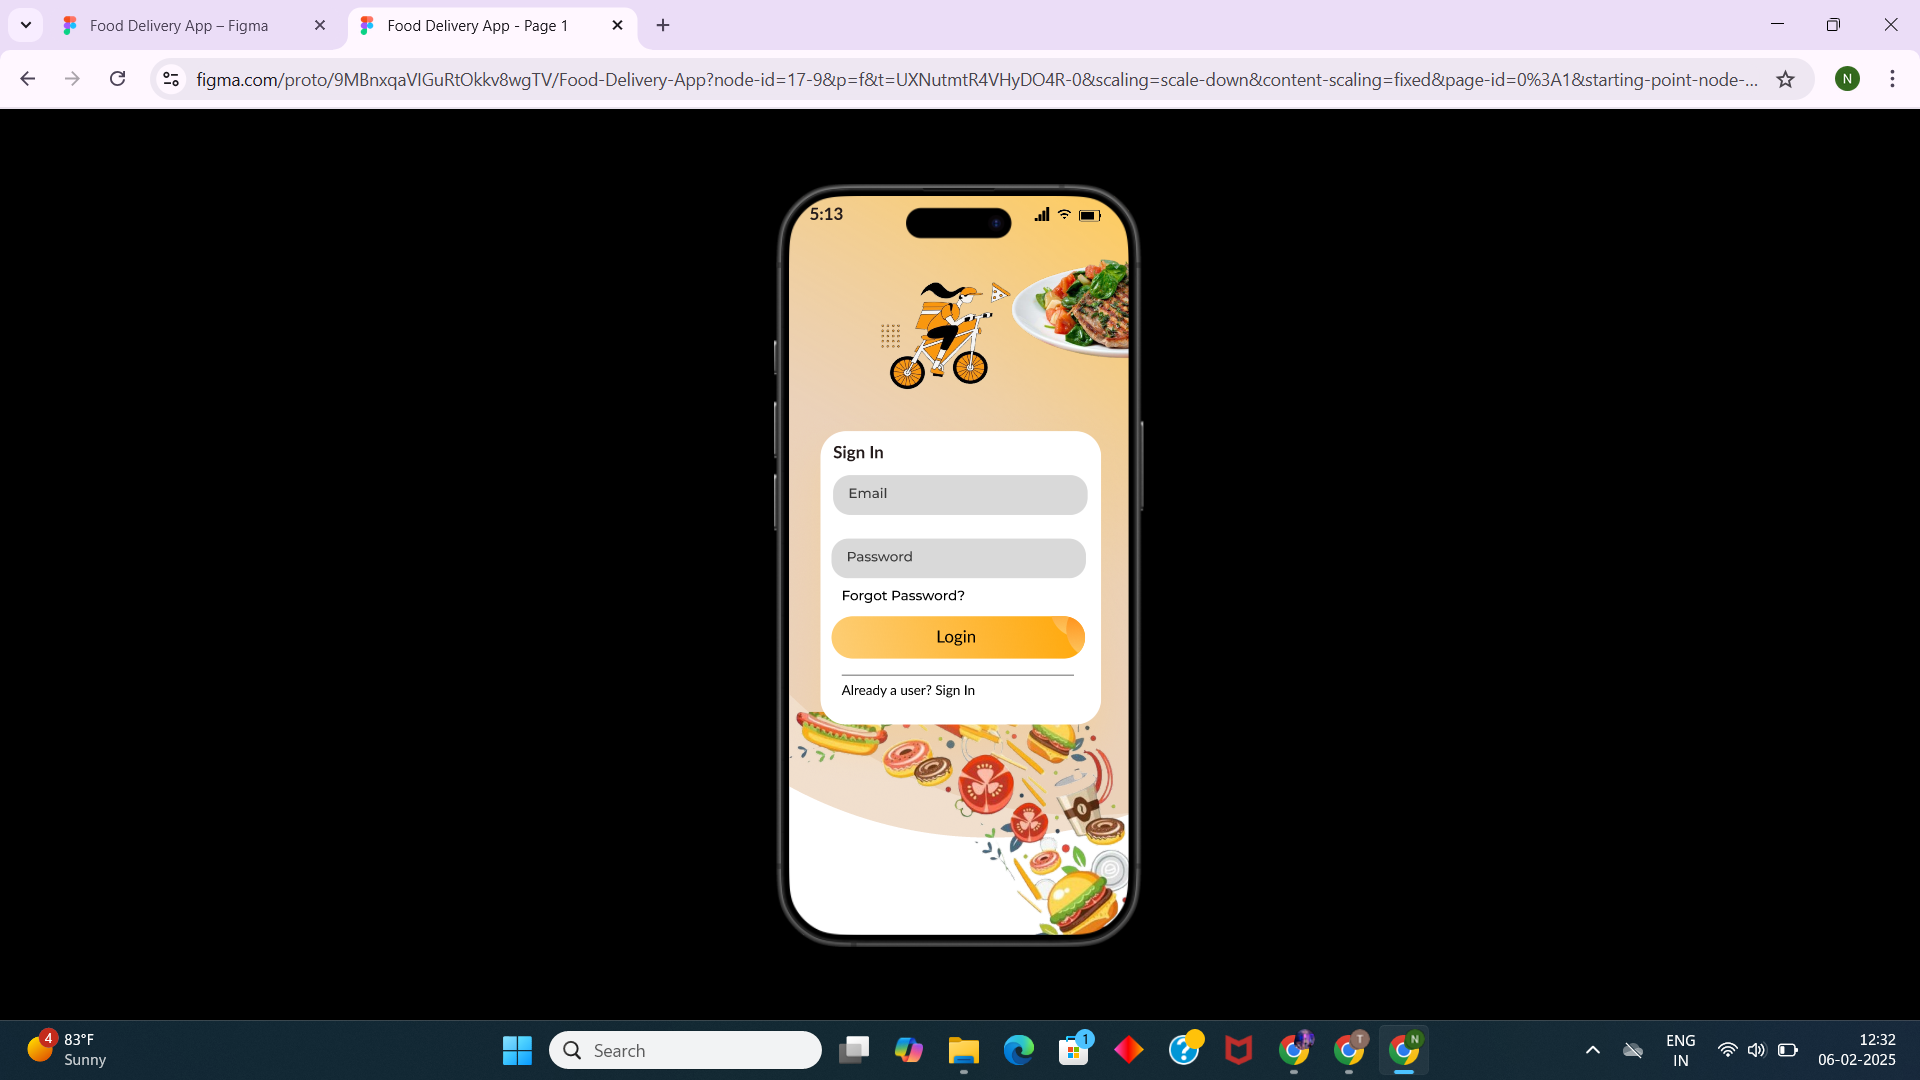 Food Delivery App – Figma
Food Delivery App - Page 1
figma.com/proto/9MBnxqaVIGuRtOkkv8wgTV/Food-Delivery-App?node-id=17-9&p=f&t=UXNutmtR4VHyDO4R-0&scaling=scale-down&content-scaling=fixed&page-id=0%3A1&starting-point-node-...
N
5:13
Sign In
Email
Password
Forgot Password?
Login
Already a user? Sign In
4
83°F
Sunny
Search
1
T
N
ENG
IN
12:32
06-02-2025